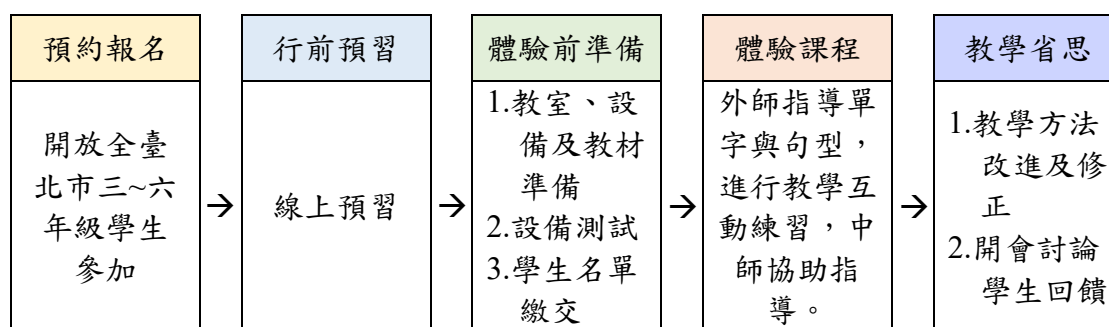 預約報名
開放全臺
北市三~六
年級學生
參加
→
行前預習
線上預習
→
體驗前準備
1.教室、設
備及教材
準備
2.設備測試
3.學生名單
繳交
→
體驗課程
外師指導單
字與句型，
進行教學互
動練習，中
師協助指
導。
→
教學省思
1.教學方法
改進及修
正
2.開會討論
學生回饋